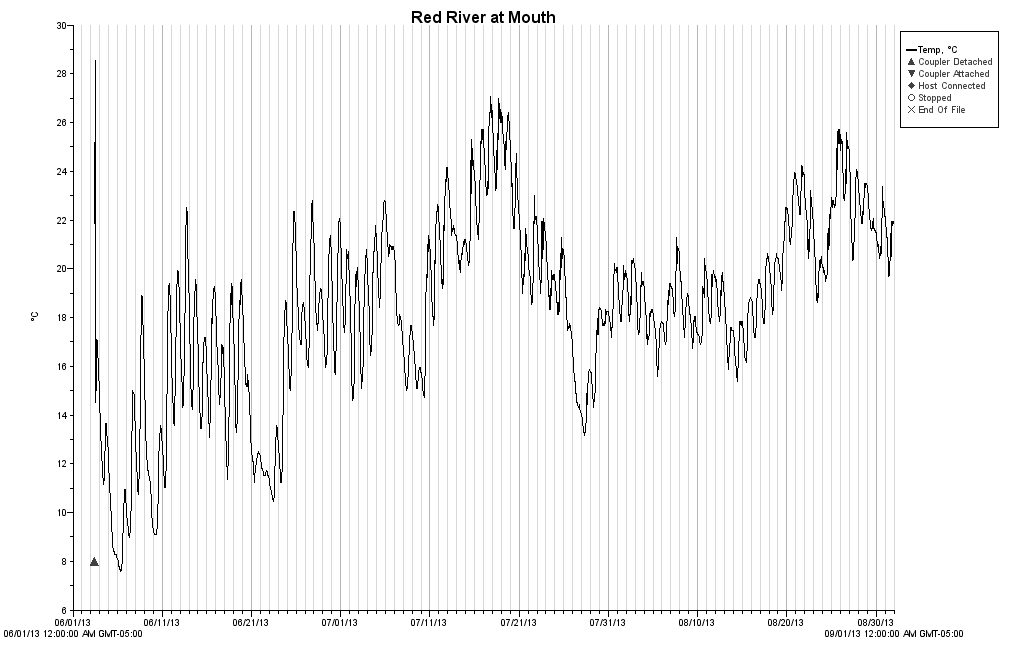 Red River at Mouth
30
28
26
24
22
20
18
16
14
12
10
8
6
°C
Temp, °C
Coupler Detached
Coupler Attached
Host Connected
Stopped
End Of File
06/01/13 06/11/13 06/21/13 07/01/13 07/11/13 07/21/13 07/31/13 08/10/13 08/20/13 08/30/13
06/01/13 12:00:00 AM GMT-05:00 09/01/13 12:00:00 AM GMT-05:00